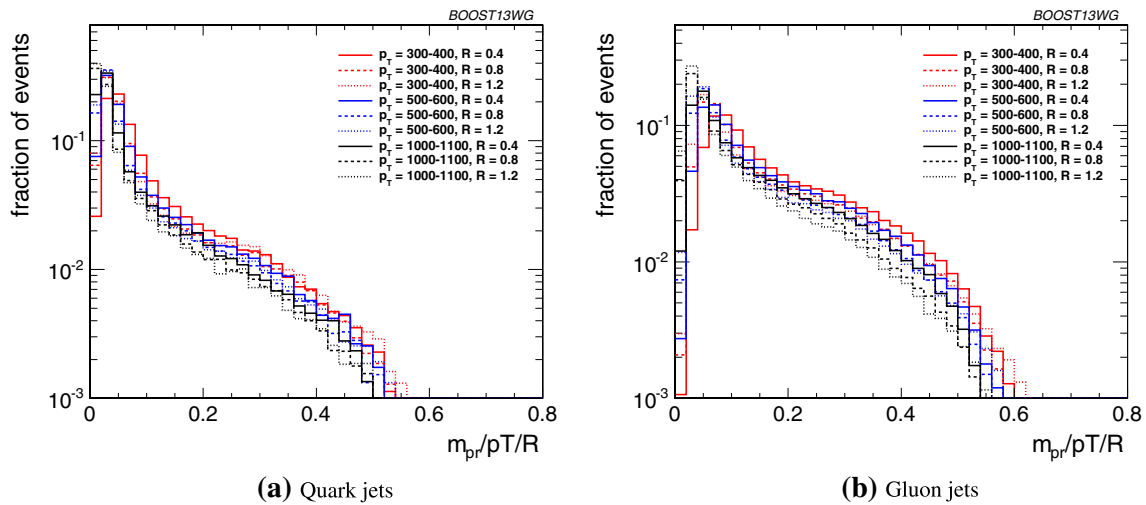 BOOST13WG
fraction of events
p_T = 300-400, R = 0.4
p_T = 300-400, R = 0.8
p_T = 300-400, R = 1.2
p_T = 500-600, R = 0.4
p_T = 500-600, R = 0.8
p_T = 500-600, R = 1.2
p_T = 1000-1100, R = 0.4
p_T = 1000-1100, R = 0.8
p_T = 1000-1100, R = 1.2
10^-1
10^-2
10^-3
0 0.2 0.4 0.6 0.8
m_pr/pT/R
(a) Quark jets
BOOST13WG
fraction of events
p_T = 300-400, R = 0.4
p_T = 300-400, R = 0.8
p_T = 300-400, R = 1.2
p_T = 500-600, R = 0.4
p_T = 500-600, R = 0.8
p_T = 500-600, R = 1.2
p_T = 1000-1100, R = 0.4
p_T = 1000-1100, R = 0.8
p_T = 1000-1100, R = 1.2
10^-1
10^-2
10^-3
0 0.2 0.4 0.6 0.8
m_pr/pT/R
(b) Gluon jets